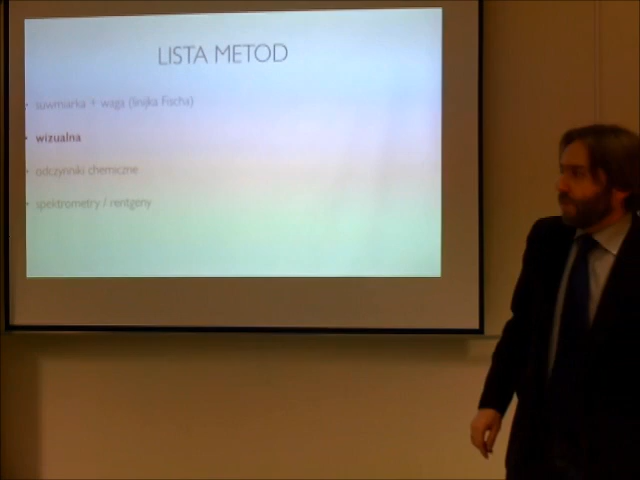 LISTA METOD
• suwmiarka + waga (linijka Fischa)
• wizualna
• odczynniki chemiczne
• spektrometry / rentgeny